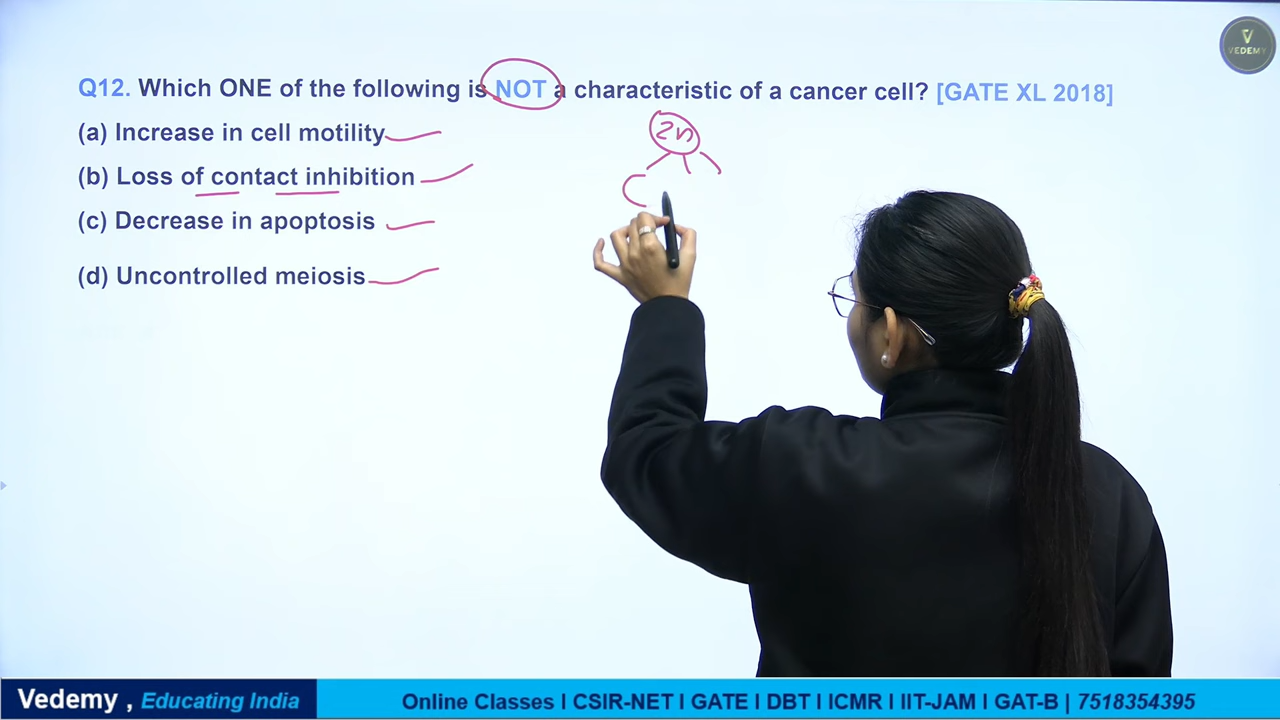 Q12. Which ONE of the following is NOT a characteristic of a cancer cell? [GATE XL 2018]
(a) Increase in cell motility
(b) Loss of contact inhibition
(c) Decrease in apoptosis
(d) Uncontrolled meiosis
2n
V
VEDEMY
Vedemy , Educating India
Online Classes I CSIR-NET I GATE I DBT I ICMR I IIT-JAM I GAT-B | 7518354395